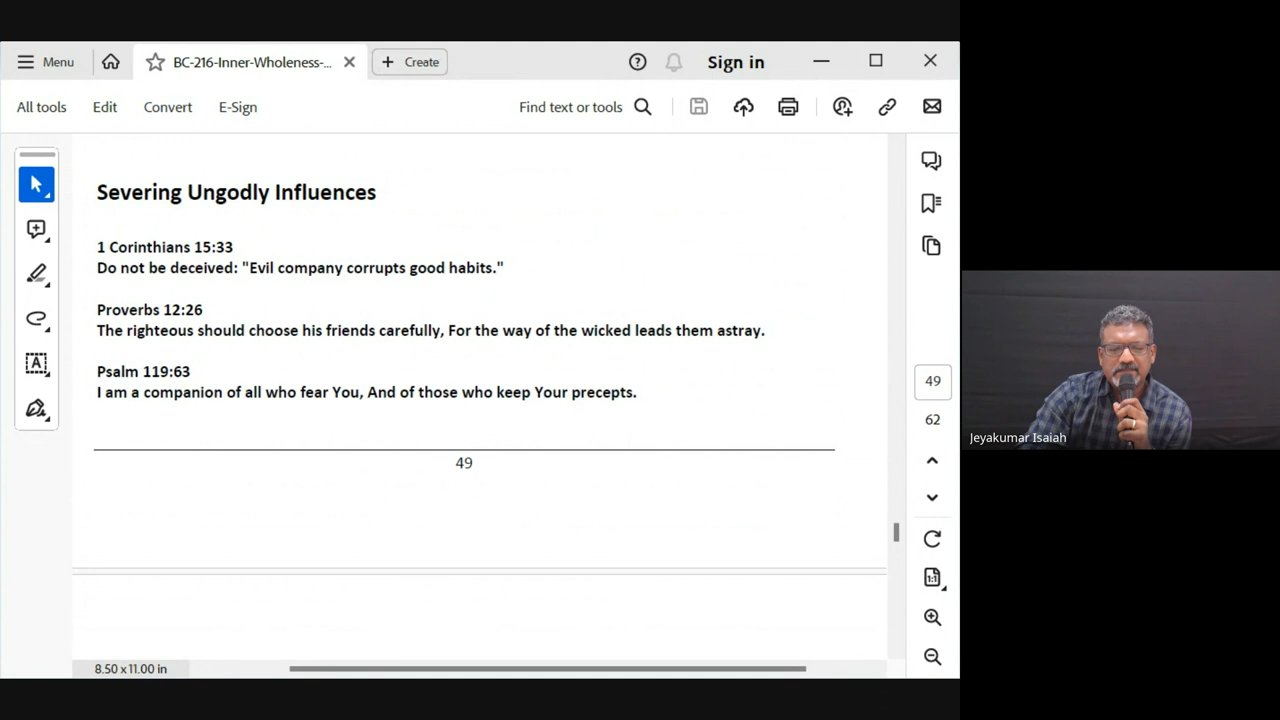 Menu
BC-216-Inner-Wholeness-...
Create
Sign in
All tools
Edit
Convert
E-Sign
Find text or tools
Severing Ungodly Influences
1 Corinthians 15:33
Do not be deceived: "Evil company corrupts good habits."
Proverbs 12:26
The righteous should choose his friends carefully, For the way of the wicked leads them astray.
Psalm 119:63
I am a companion of all who fear You, And of those who keep Your precepts.
49
49
62
1:1
8.50 x 11.00 in
Jeyakumar Isaiah